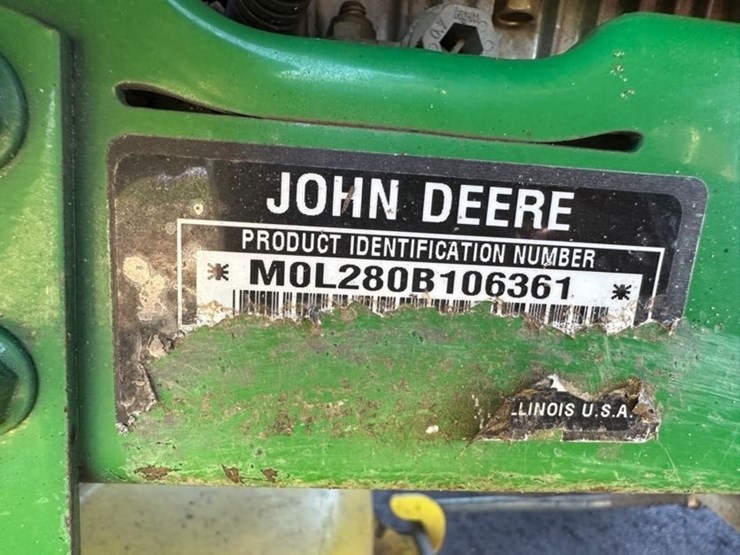 JOHN DEERE
PRODUCT IDENTIFICATION NUMBER
* M0L280B106361 *
LLINOIS U.S.A.